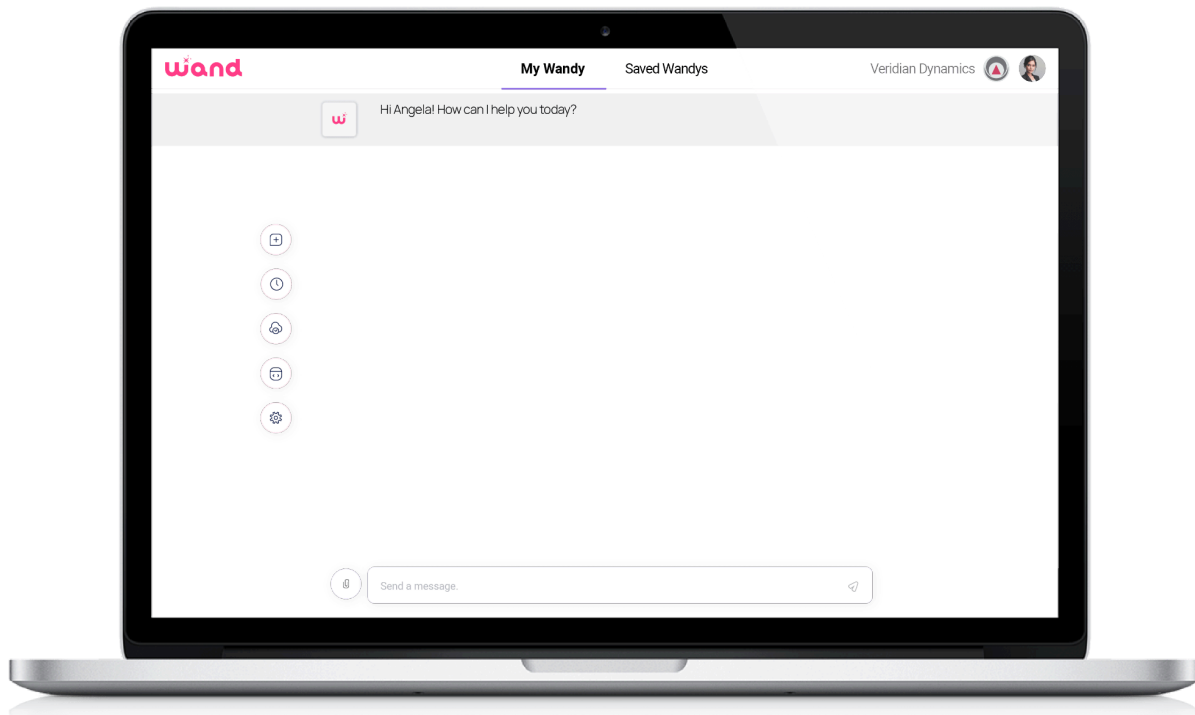 wand
My Wandy
Saved Wandys
Veridian Dynamics
w
Hi Angela! How can I help you today?
Send a message.